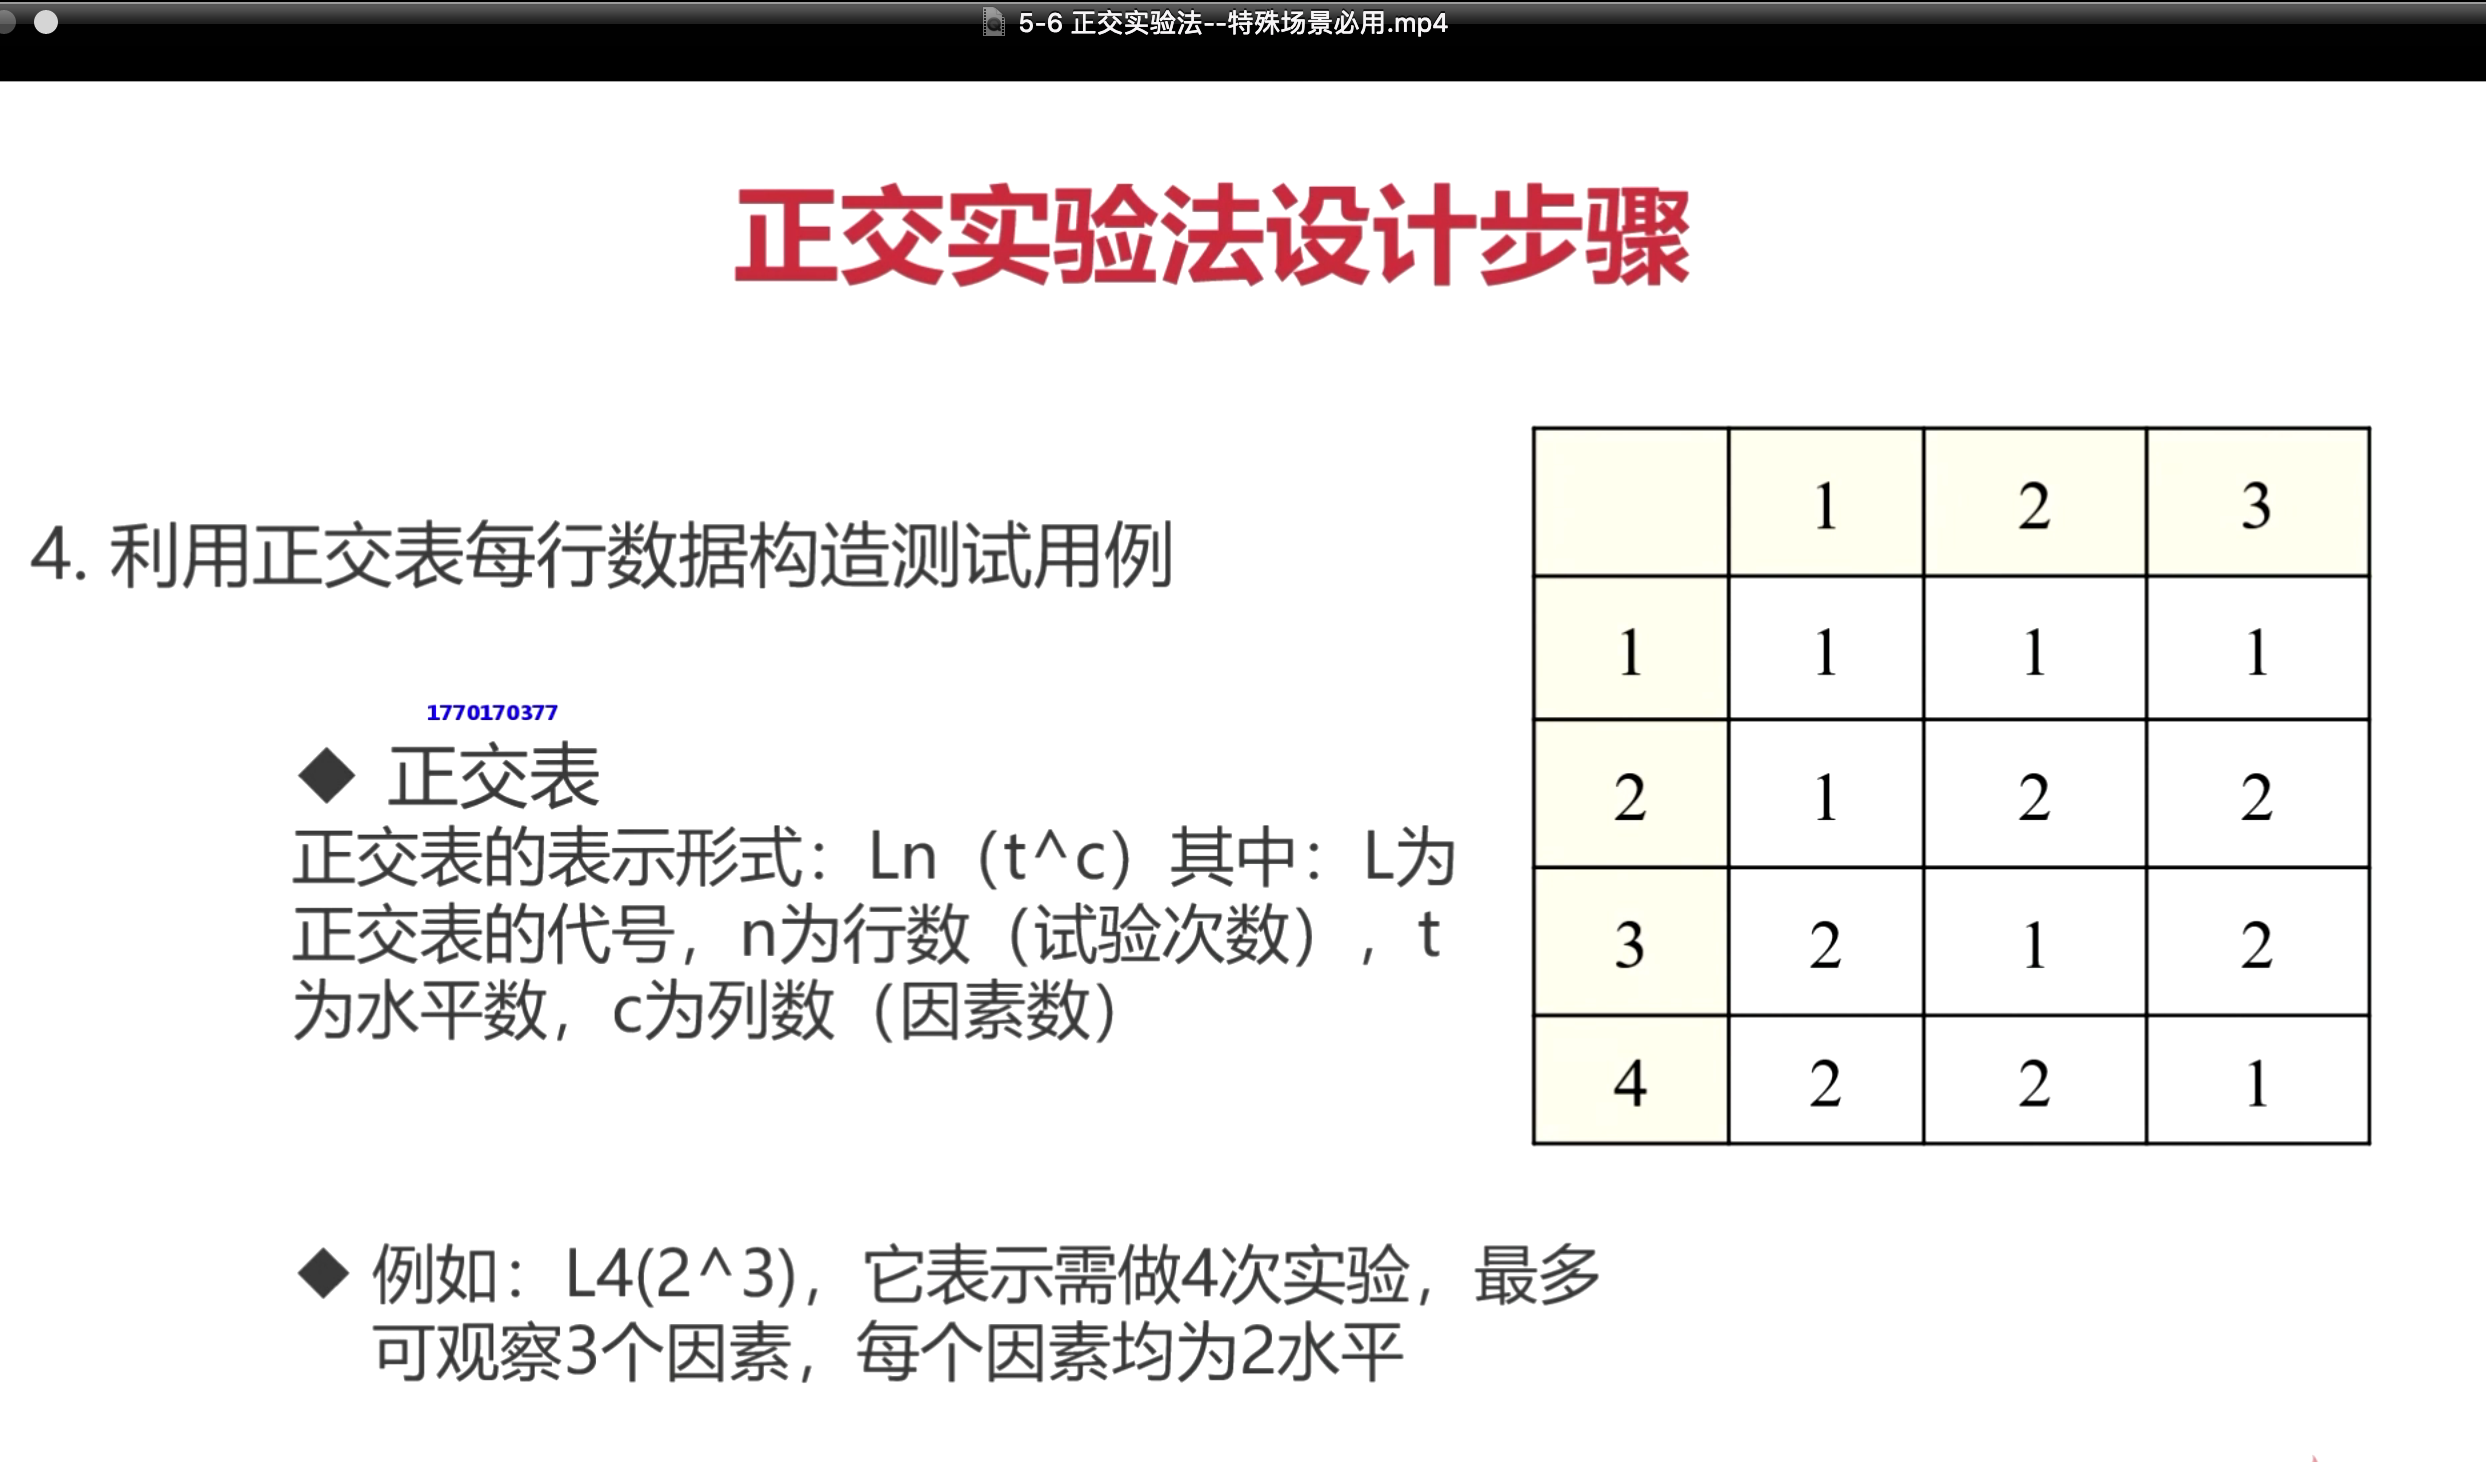 5-6 正交实验法--特殊场景必用.mp4
正交实验法设计步骤
4. 利用正交表每行数据构造测试用例
1770170377
◆ 正交表
正交表的表示形式：Ln（t^c）其中：L为
正交表的代号，n为行数（试验次数），t
为水平数，c为列数（因素数）
◆ 例如：L4(2^3)，它表示需做4次实验，最多
可观察3个因素，每个因素均为2水平
1 2 3
1 1 1 1
2 1 2 2
3 2 1 2
4 2 2 1